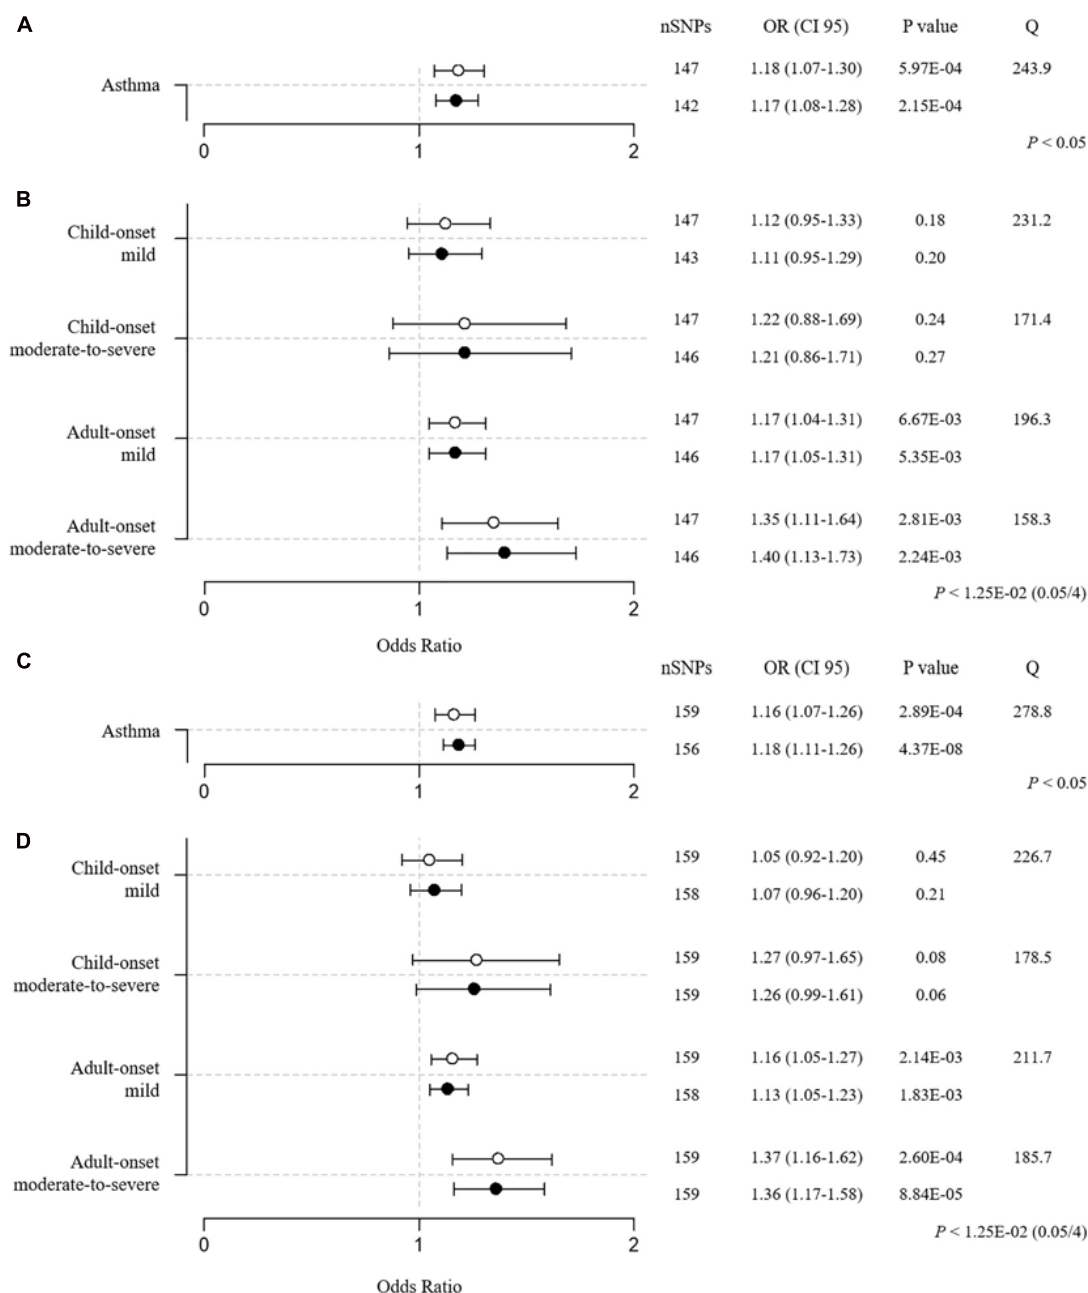 A
nSNPs OR (CI 95) P value Q
Asthma
147 1.18 (1.07-1.30) 5.97E-04 243.9
142 1.17 (1.08-1.28) 2.15E-04
0 1 2
P < 0.05
B
Child-onset
mild
147 1.12 (0.95-1.33) 0.18 231.2
143 1.11 (0.95-1.29) 0.20
Child-onset
moderate-to-severe
147 1.22 (0.88-1.69) 0.24 171.4
146 1.21 (0.86-1.71) 0.27
Adult-onset
mild
147 1.17 (1.04-1.31) 6.67E-03 196.3
146 1.17 (1.05-1.31) 5.35E-03
Adult-onset
moderate-to-severe
147 1.35 (1.11-1.64) 2.81E-03 158.3
146 1.40 (1.13-1.73) 2.24E-03
0 1 2
P < 1.25E-02 (0.05/4)
Odds Ratio
C
nSNPs OR (CI 95) P value Q
Asthma
159 1.16 (1.07-1.26) 2.89E-04 278.8
156 1.18 (1.11-1.26) 4.37E-08
0 1 2
P < 0.05
D
Child-onset
mild
159 1.05 (0.92-1.20) 0.45 226.7
158 1.07 (0.96-1.20) 0.21
Child-onset
moderate-to-severe
159 1.27 (0.97-1.65) 0.08 178.5
159 1.26 (0.99-1.61) 0.06
Adult-onset
mild
159 1.16 (1.05-1.27) 2.14E-03 211.7
158 1.13 (1.05-1.23) 1.83E-03
Adult-onset
moderate-to-severe
159 1.37 (1.16-1.62) 2.60E-04 185.7
159 1.36 (1.17-1.58) 8.84E-05
0 1 2
P < 1.25E-02 (0.05/4)
Odds Ratio